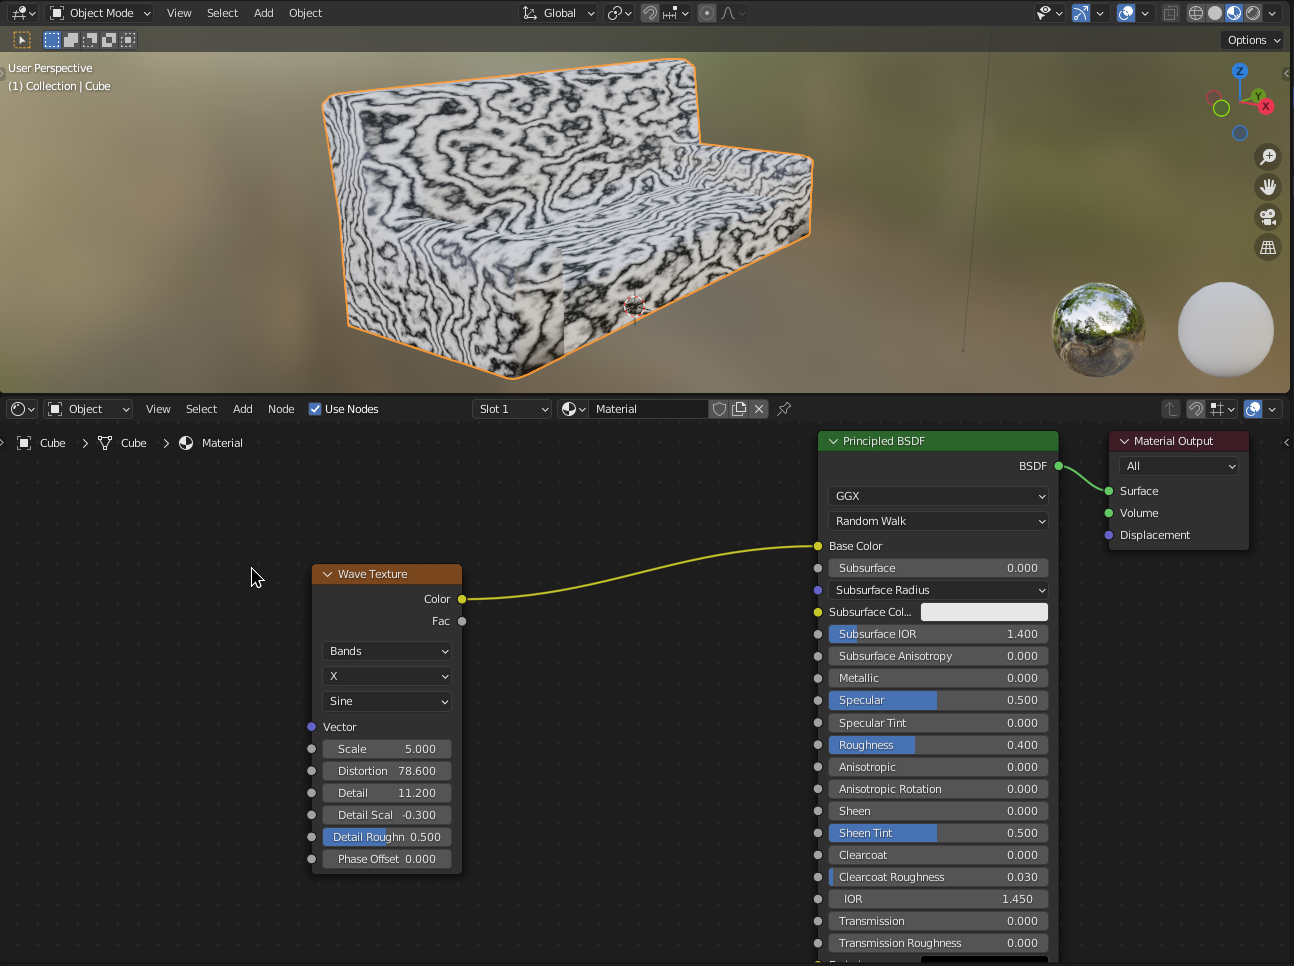 Object Mode View Select Add Object Global
Options
User Perspective
(1) Collection | Cube
Z
Y
X
Object View Select Add Node Object Use Nodes Slot 1 Material
Cube Cube Material
Principled BSDF
BSDF
GGX
Random Walk
Base Color
Subsurface 0.000
Subsurface Radius
Subsurface Col...
Subsurface IOR 1.400
Subsurface Anisotropy 0.000
Metallic 0.000
Specular 0.500
Specular Tint 0.000
Roughness 0.400
Anisotropic 0.000
Anisotropic Rotation 0.000
Sheen 0.000
Sheen Tint 0.500
Clearcoat 0.000
Clearcoat Roughness 0.030
IOR 1.450
Transmission 0.000
Transmission Roughness 0.000
Material Output
All
Surface
Volume
Displacement
Wave Texture
Color
Fac
Bands
X
Sine
Vector
Scale 5.000
Distortion 78.600
Detail 11.200
Detail Scal -0.300
Detail Roughn 0.500
Phase Offset 0.000